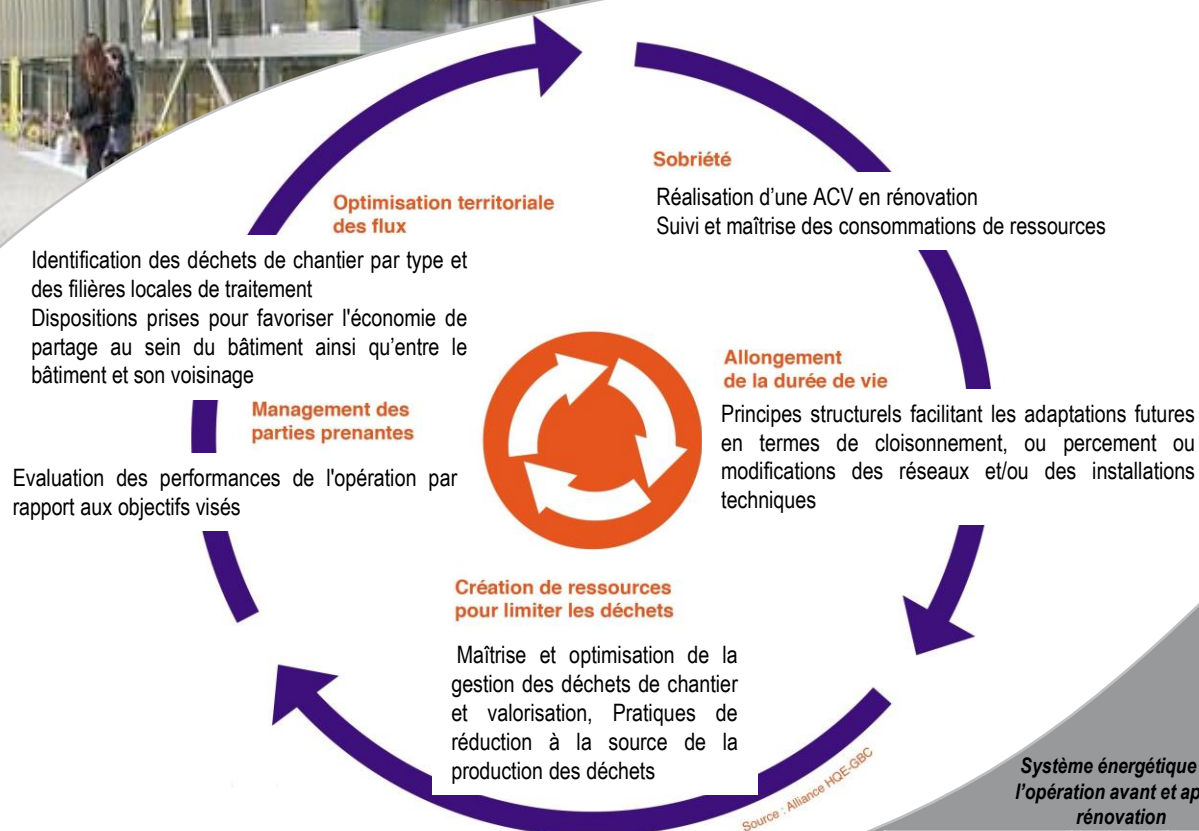 Sobriété
Réalisation d’une ACV en rénovation
Suivi et maîtrise des consommations de ressources
Optimisation territoriale
des flux
Identification des déchets de chantier par type et
des filières locales de traitement
Dispositions prises pour favoriser l'économie de
partage au sein du bâtiment ainsi qu’entre le
bâtiment et son voisinage
Allongement
de la durée de vie
Principes structurels facilitant les adaptations futures
en termes de cloisonnement, ou percement ou
modifications des réseaux et/ou des installations
techniques
Management des
parties prenantes
Evaluation des performances de l'opération par
rapport aux objectifs visés
Création de ressources
pour limiter les déchets
Maîtrise et optimisation de la
gestion des déchets de chantier
et valorisation, Pratiques de
réduction à la source de la
production des déchets
Source : Alliance HQE-GBC
Système énergétique
l’opération avant et ap
rénovation